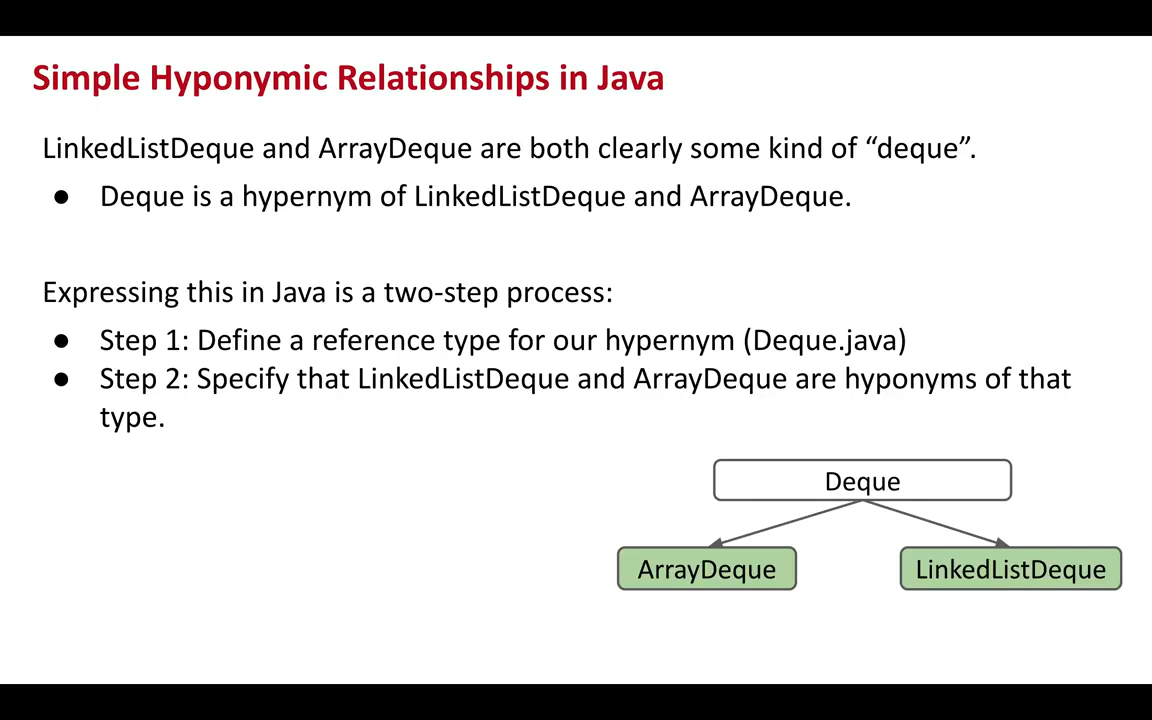 Simple Hyponymic Relationships in Java
LinkedListDeque and ArrayDeque are both clearly some kind of “deque”.
● Deque is a hypernym of LinkedListDeque and ArrayDeque.
Expressing this in Java is a two-step process:
● Step 1: Define a reference type for our hypernym (Deque.java)
● Step 2: Specify that LinkedListDeque and ArrayDeque are hyponyms of that
type.
Deque
ArrayDeque
LinkedListDeque